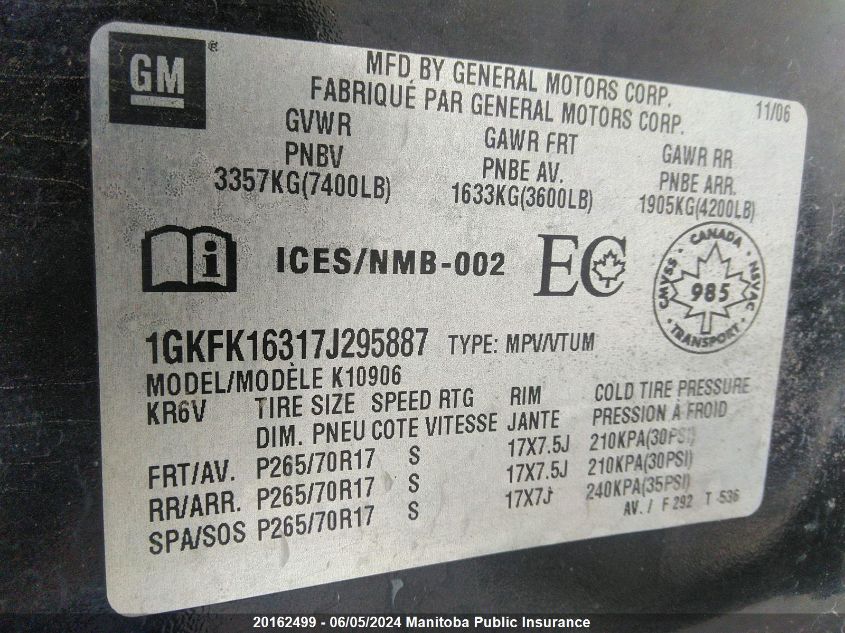 GM
®
MFD BY GENERAL MOTORS CORP.
FABRIQUÉ PAR GENERAL MOTORS CORP.
11/06
GVWR GAWR FRT GAWR RR
PNBV PNBE AV. PNBE ARR.
3357KG(7400LB) 1633KG(3600LB) 1905KG(4200LB)
i ICES/NMB-002 EC
CANADA
CMVSS · NSVAC
985
TRANSPORT
1GKFK16317J295887 TYPE: MPV/VTUM
MODEL/MODÈLE K10906
KR6V TIRE SIZE SPEED RTG RIM COLD TIRE PRESSURE
DIM. PNEU COTE VITESSE JANTE PRESSION A FROID
FRT/AV. P265/70R17 S 17X7.5J 210KPA(30PSI)
RR/ARR. P265/70R17 S 17X7.5J 210KPA(30PSI)
SPA/SOS P265/70R17 S 17X7J 240KPA(35PSI)
AV. / F 292 T -536
20162499 - 06/05/2024 Manitoba Public Insurance